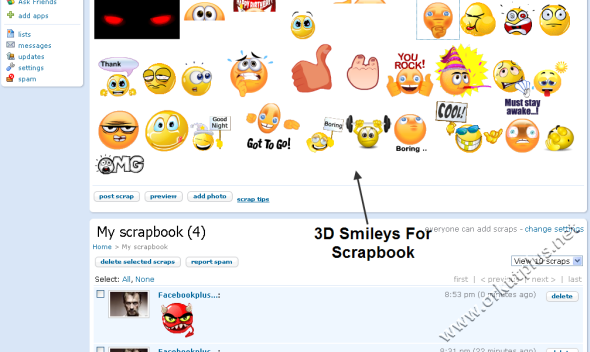 Ask Friends
add apps
lists
messages
updates
settings
spam
Thank
YOU ROCK!
Good Night
GoT To Go!
Boring
Boring ..
COOL!
Must stay awake...!
OMG
post scrap preview add photo scrap tips
3D Smileys For Scrapbook
My scrapbook (4)
everyone can add scraps - change settings
Home > My scrapbook
delete selected scraps report spam
View 10 scraps
Select: All, None
first | < previous | next > | last
Facebookplus...:
8:53 pm (0 minutes ago)
delete
Facebookplus...:
8:31 pm (22 minutes ago)
www.orkutplus.net